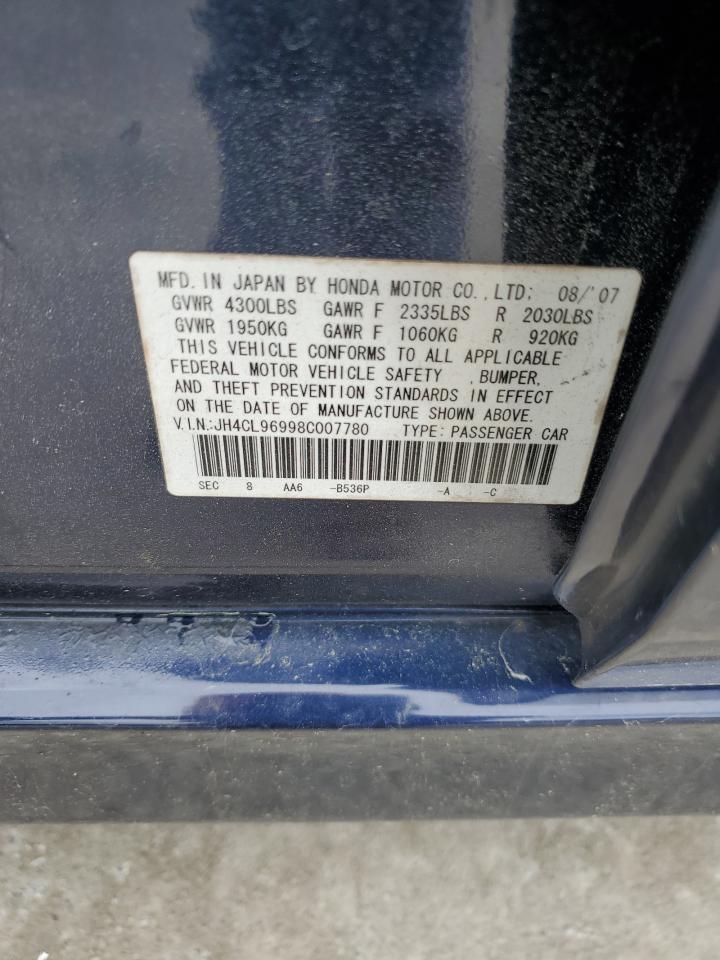 MFD. IN JAPAN BY HONDA MOTOR CO.,LTD: 08/'07
GVWR 4300LBS GAWR F 2335LBS R 2030LBS
GVWR 1950KG GAWR F 1060KG R 920KG
THIS VEHICLE CONFORMS TO ALL APPLICABLE
FEDERAL MOTOR VEHICLE SAFETY ,BUMPER,
AND THEFT PREVENTION STANDARDS IN EFFECT
ON THE DATE OF MANUFACTURE SHOWN ABOVE.
V.I.N.:JH4CL96998C007780 TYPE: PASSENGER CAR
SEC 8 AA6 -B536P -A -C